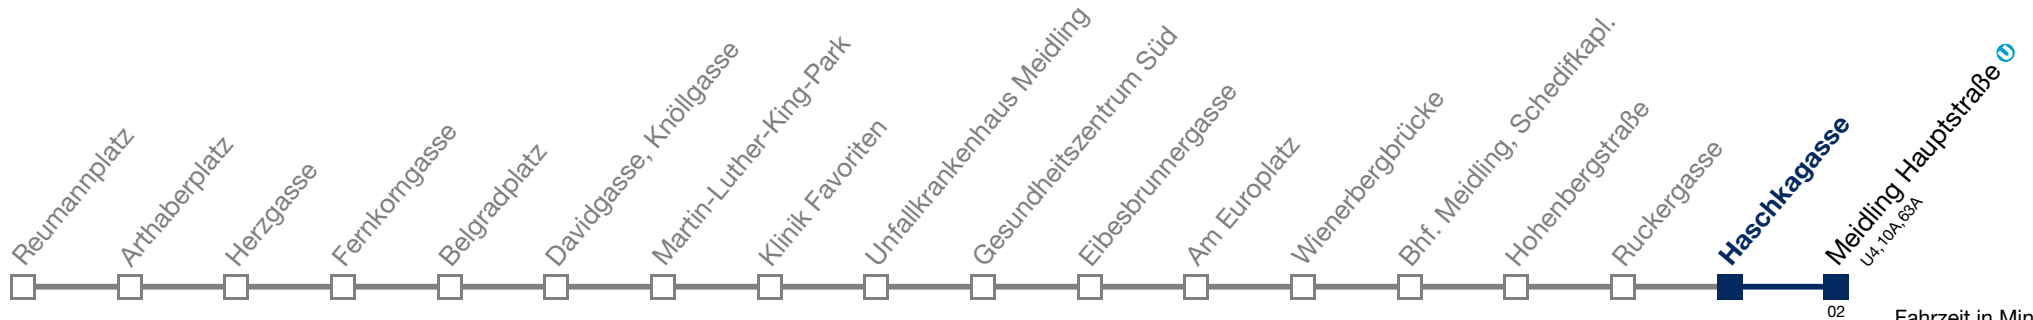 Reumannplatz
Arthaberplatz
Herzgasse
Fernkorngasse
Belgradplatz
Davidgasse, Knöllgasse
Martin-Luther-King-Park
Klinik Favoriten
Unfallkrankenhaus Meidling
Gesundheitszentrum Süd
Eibesbrunnergasse
Am Europlatz
Wienerbergbrücke
Bhf. Meidling, Schedifkapl.
Hohenbergstraße
Ruckergasse
Haschkagasse
Meidling Hauptstraße U
U4, 10A, 63A
02
Fahrzeit in Min